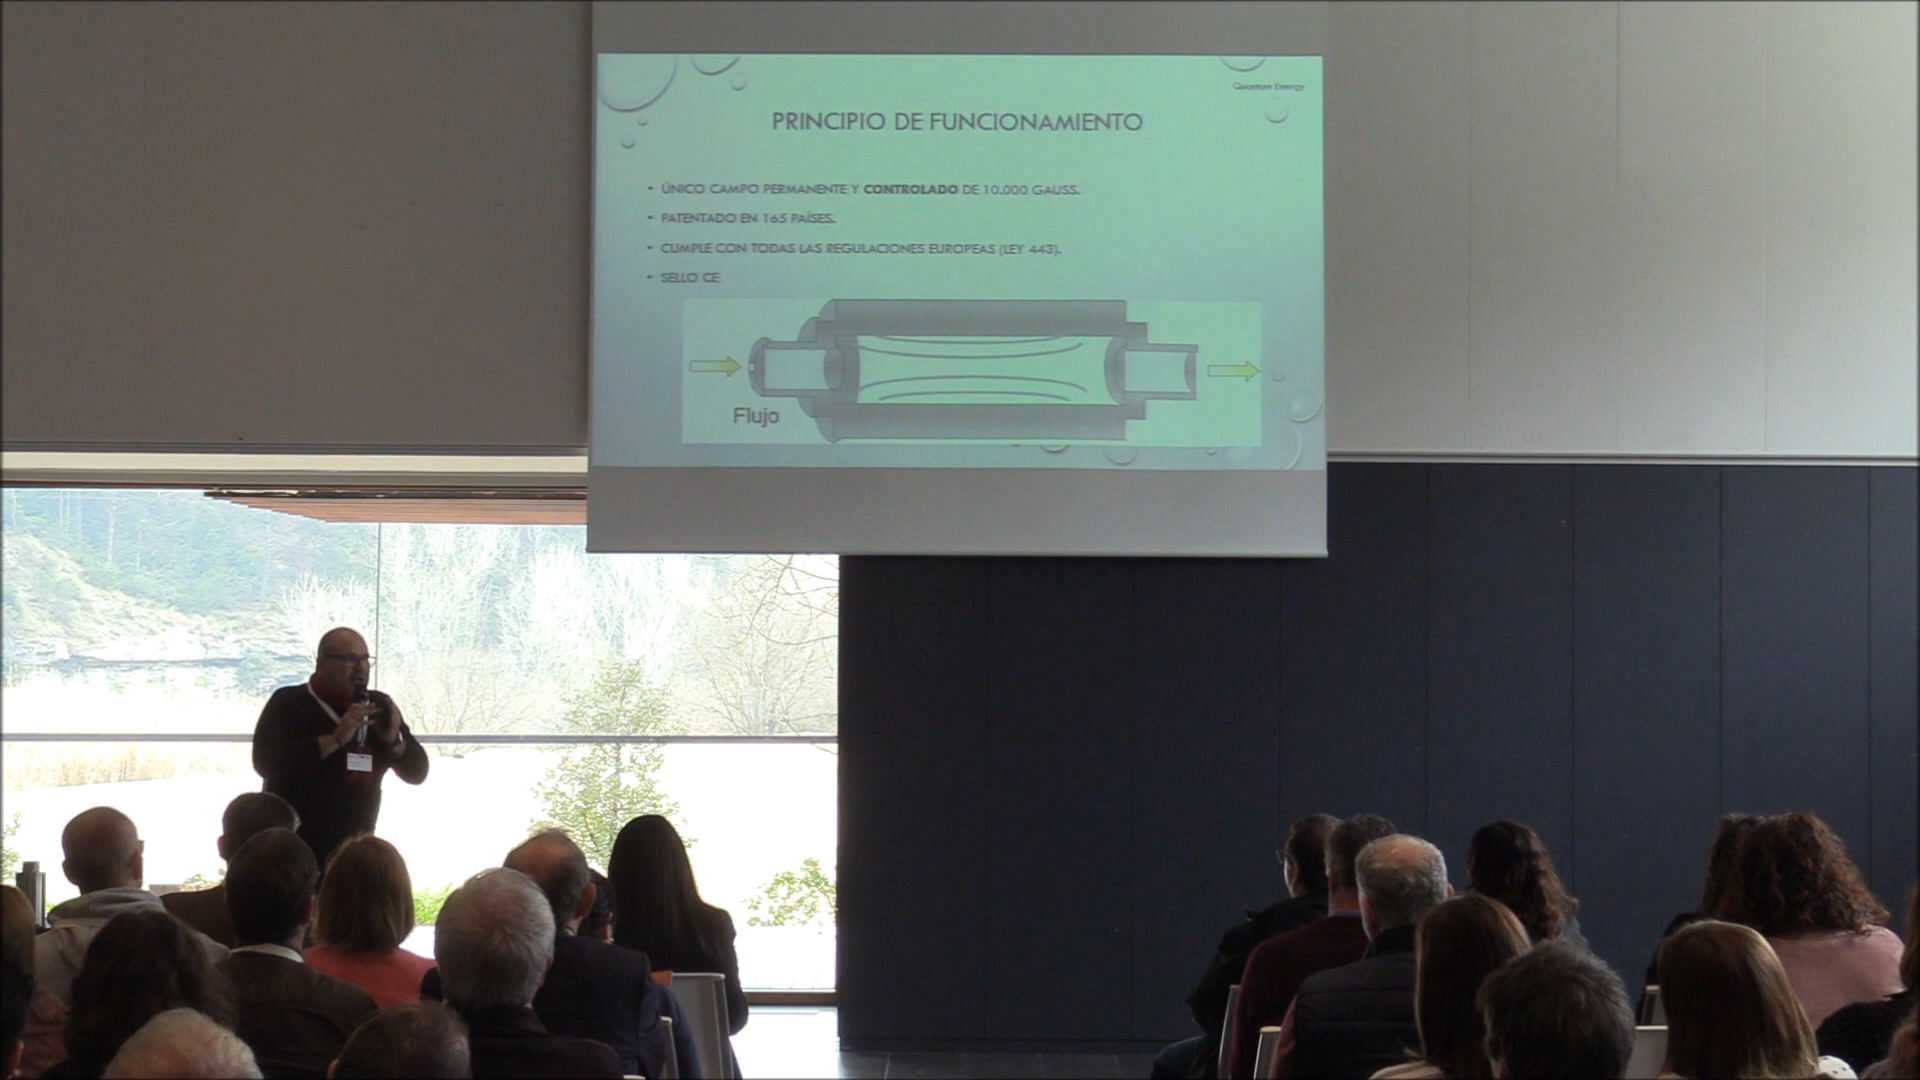 Quantum Energy
PRINCIPIO DE FUNCIONAMIENTO
• ÚNICO CAMPO PERMANENTE Y CONTROLADO DE 10.000 GAUSS.
• PATENTADO EN 165 PAÍSES.
• CUMPLE CON TODAS LAS REGULACIONES EUROPEAS (LEY 443).
• SELLO CE
Flujo